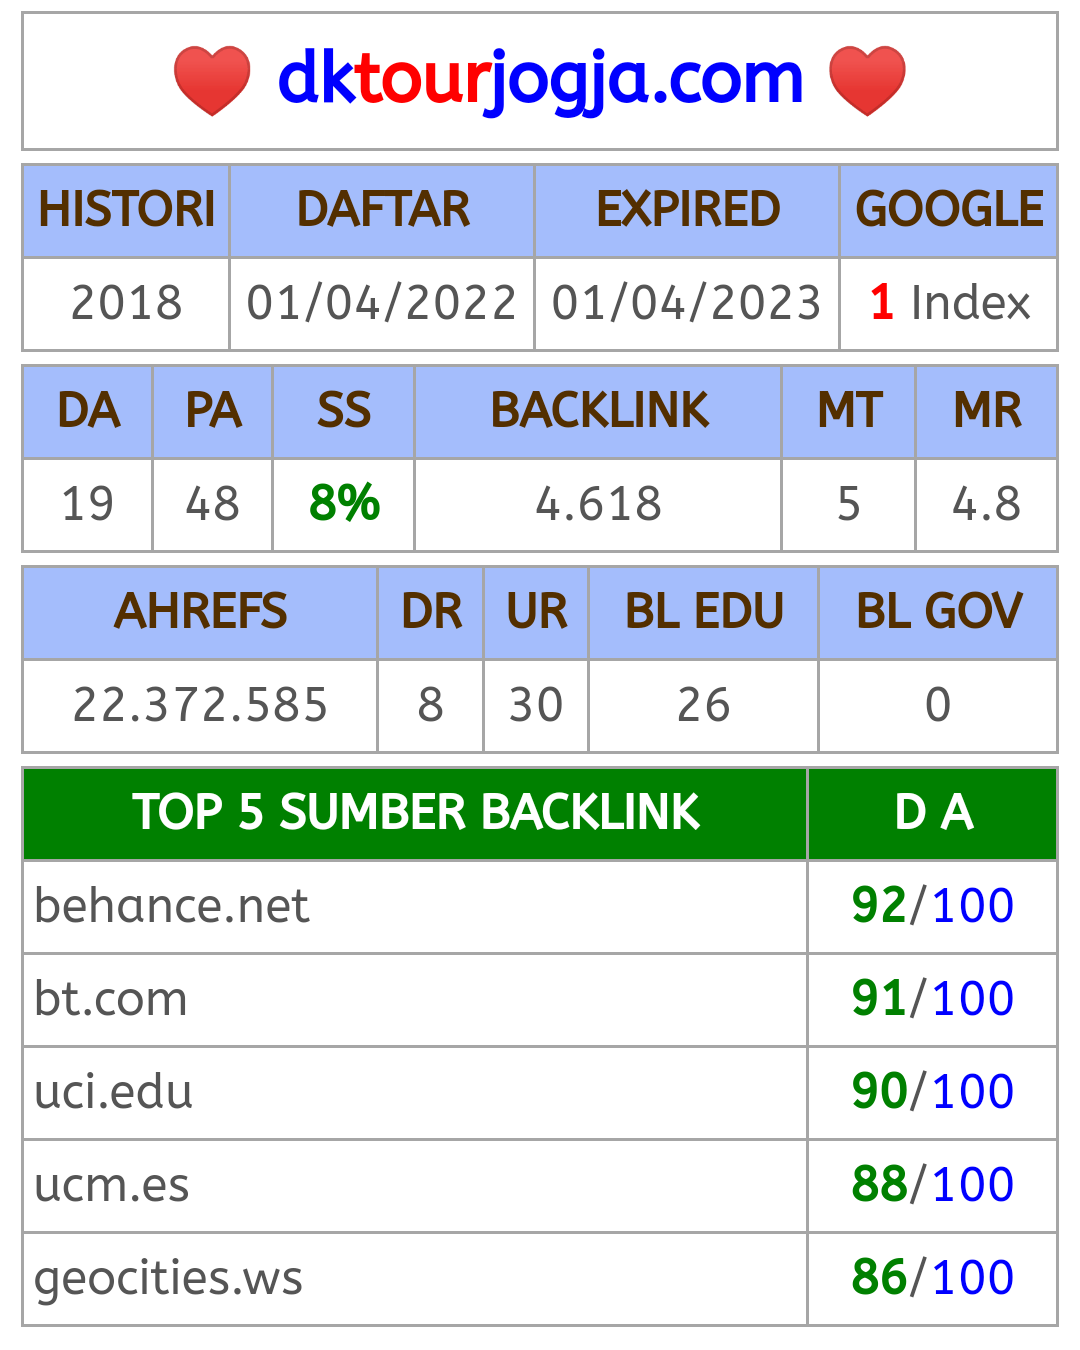 dktourjogja.com
HISTORI DAFTAR EXPIRED GOOGLE
2018 01/04/2022 01/04/2023 1 Index
DA PA SS BACKLINK MT MR
19 48 8% 4.618 5 4.8
AHREFS DR UR BL EDU BL GOV
22.372.585 8 30 26 0
TOP 5 SUMBER BACKLINK D A
behance.net 92/100
bt.com 91/100
uci.edu 90/100
ucm.es 88/100
geocities.ws 86/100